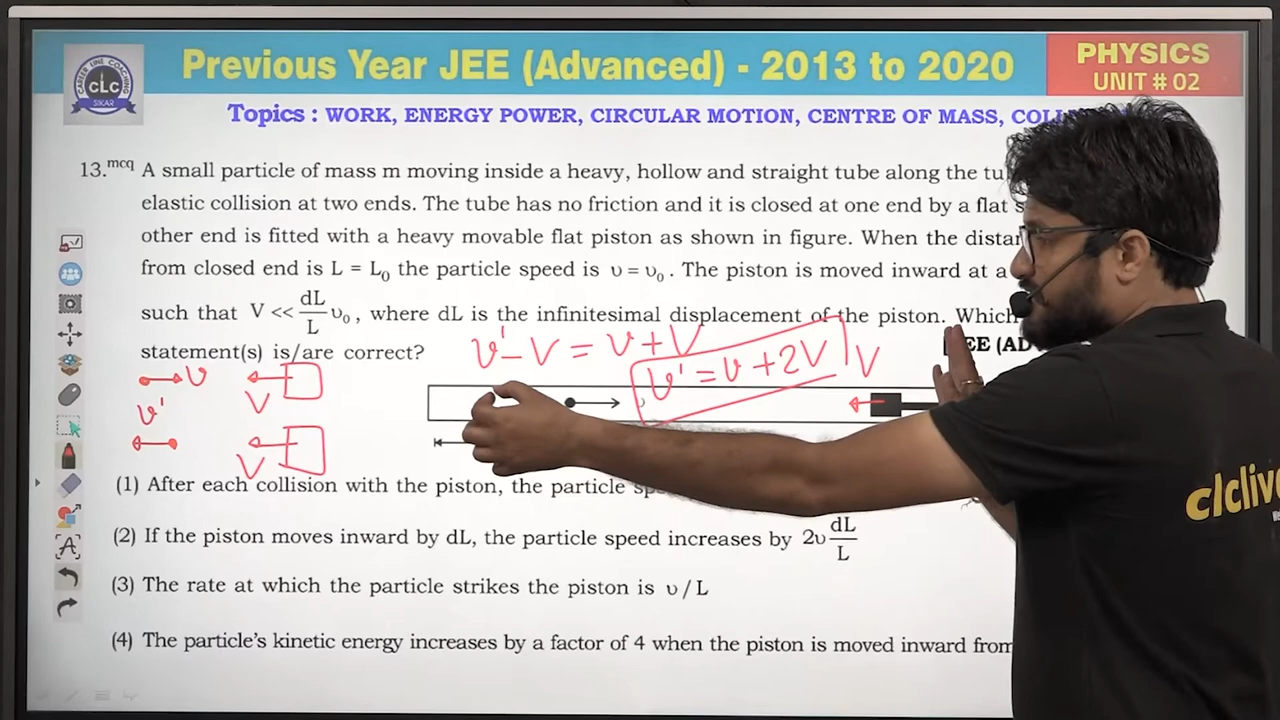 Previous Year JEE (Advanced) - 2013 to 2020
PHYSICS
UNIT # 02
CLC
SIKAR
Topics : WORK, ENERGY POWER, CIRCULAR MOTION, CENTRE OF MASS,
13.mcq A small particle of mass m moving inside a heavy, hollow and straight tube along the
elastic collision at two ends. The tube has no friction and it is closed at one end by a flat
other end is fitted with a heavy movable flat piston as shown in figure. When the
from closed end is L = L₀ the particle speed is υ = υ₀. The piston is moved inward at a
such that V << dL/L υ₀, where dL is the infinitesimal displacement of the piston. Which
statement(s) is/are correct?
v' - V = v + V
v' = v + 2V
V
v
V
v'
V
(1) After each collision with the piston, the particle
(2) If the piston moves inward by dL, the particle speed increases by 2υ dL/L
(3) The rate at which the particle strikes the piston is υ / L
(4) The particle's kinetic energy increases by a factor of 4 when the piston is moved inward from